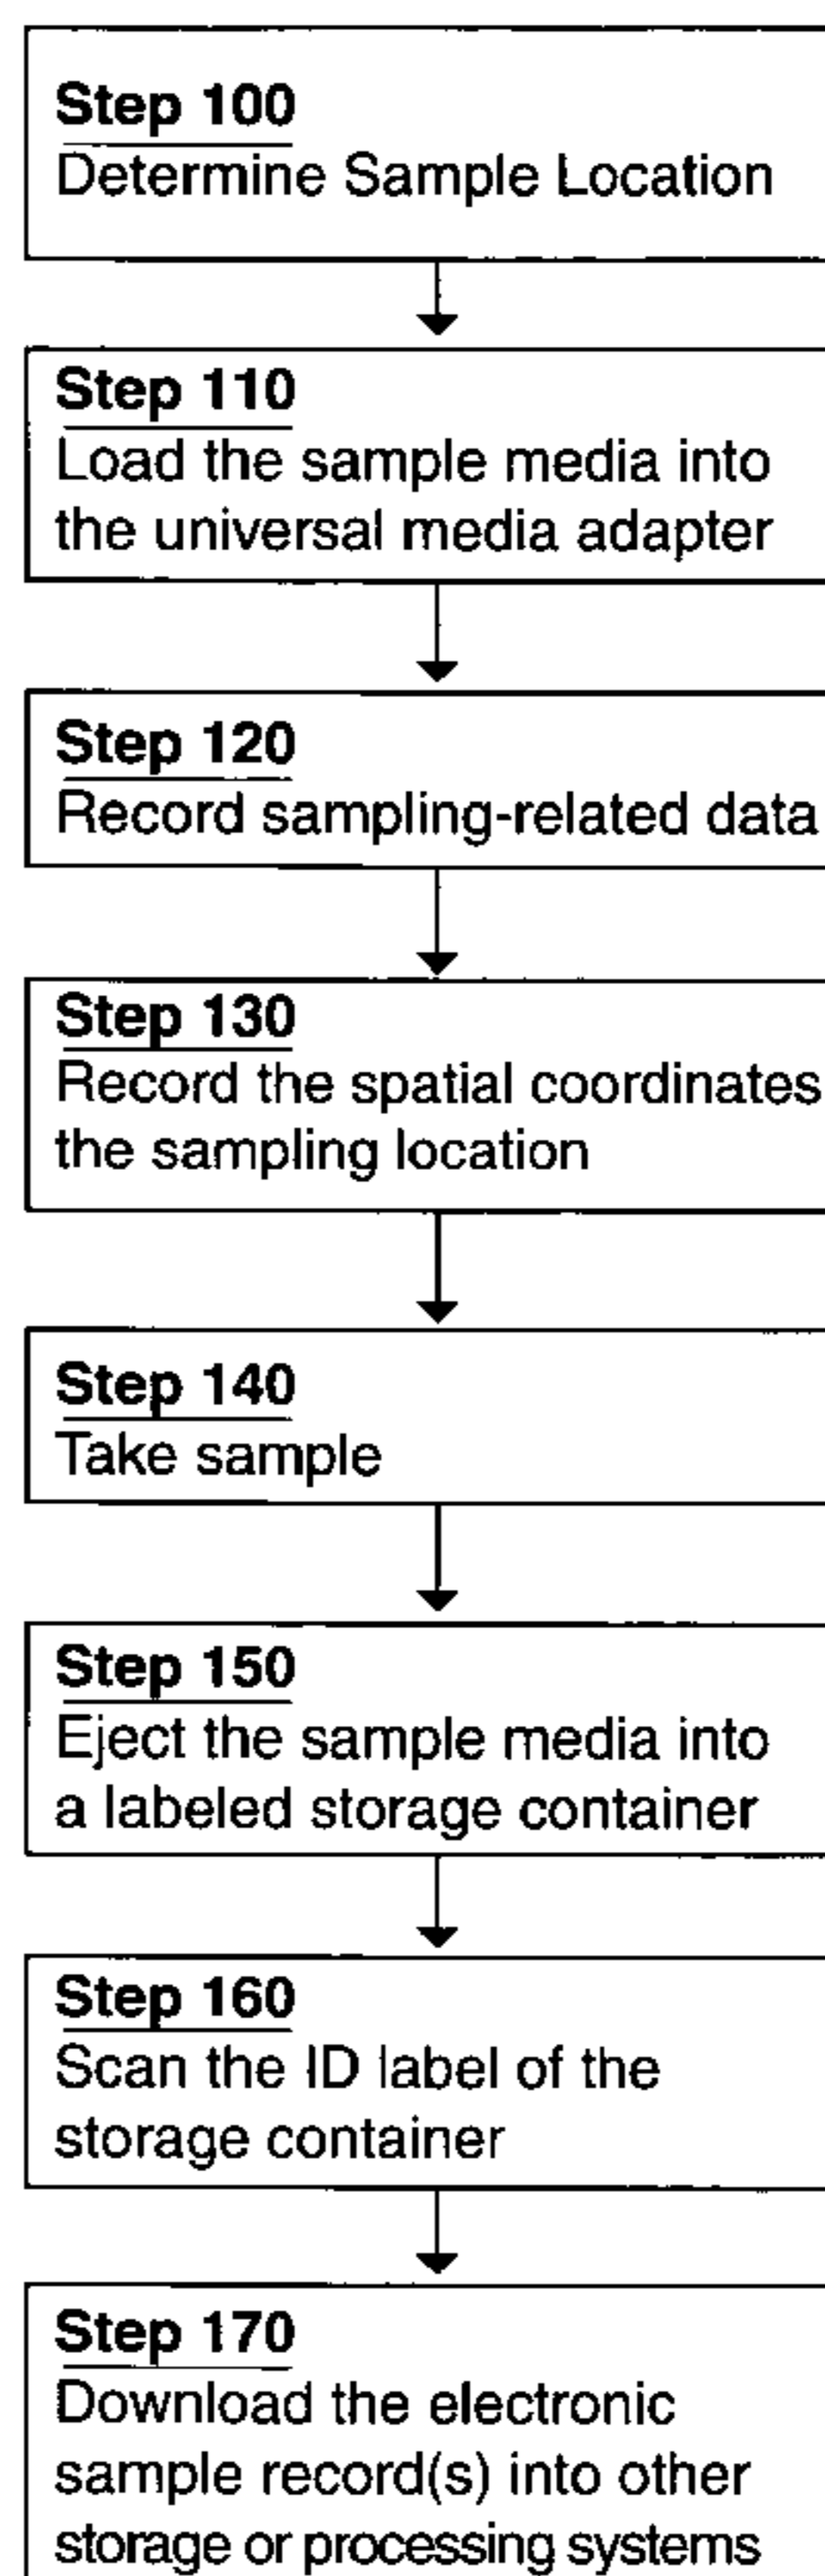 Step 100
Determine Sample Location
Step 110
Load the sample media into
the universal media adapter
Step 120
Record sampling-related data
Step 130
Record the spatial coordinates
the sampling location
Step 140
Take sample
Step 150
Eject the sample media into
a labeled storage container
Step 160
Scan the ID label of the
storage container
Step 170
Download the electronic
sample record(s) into other
storage or processing systems